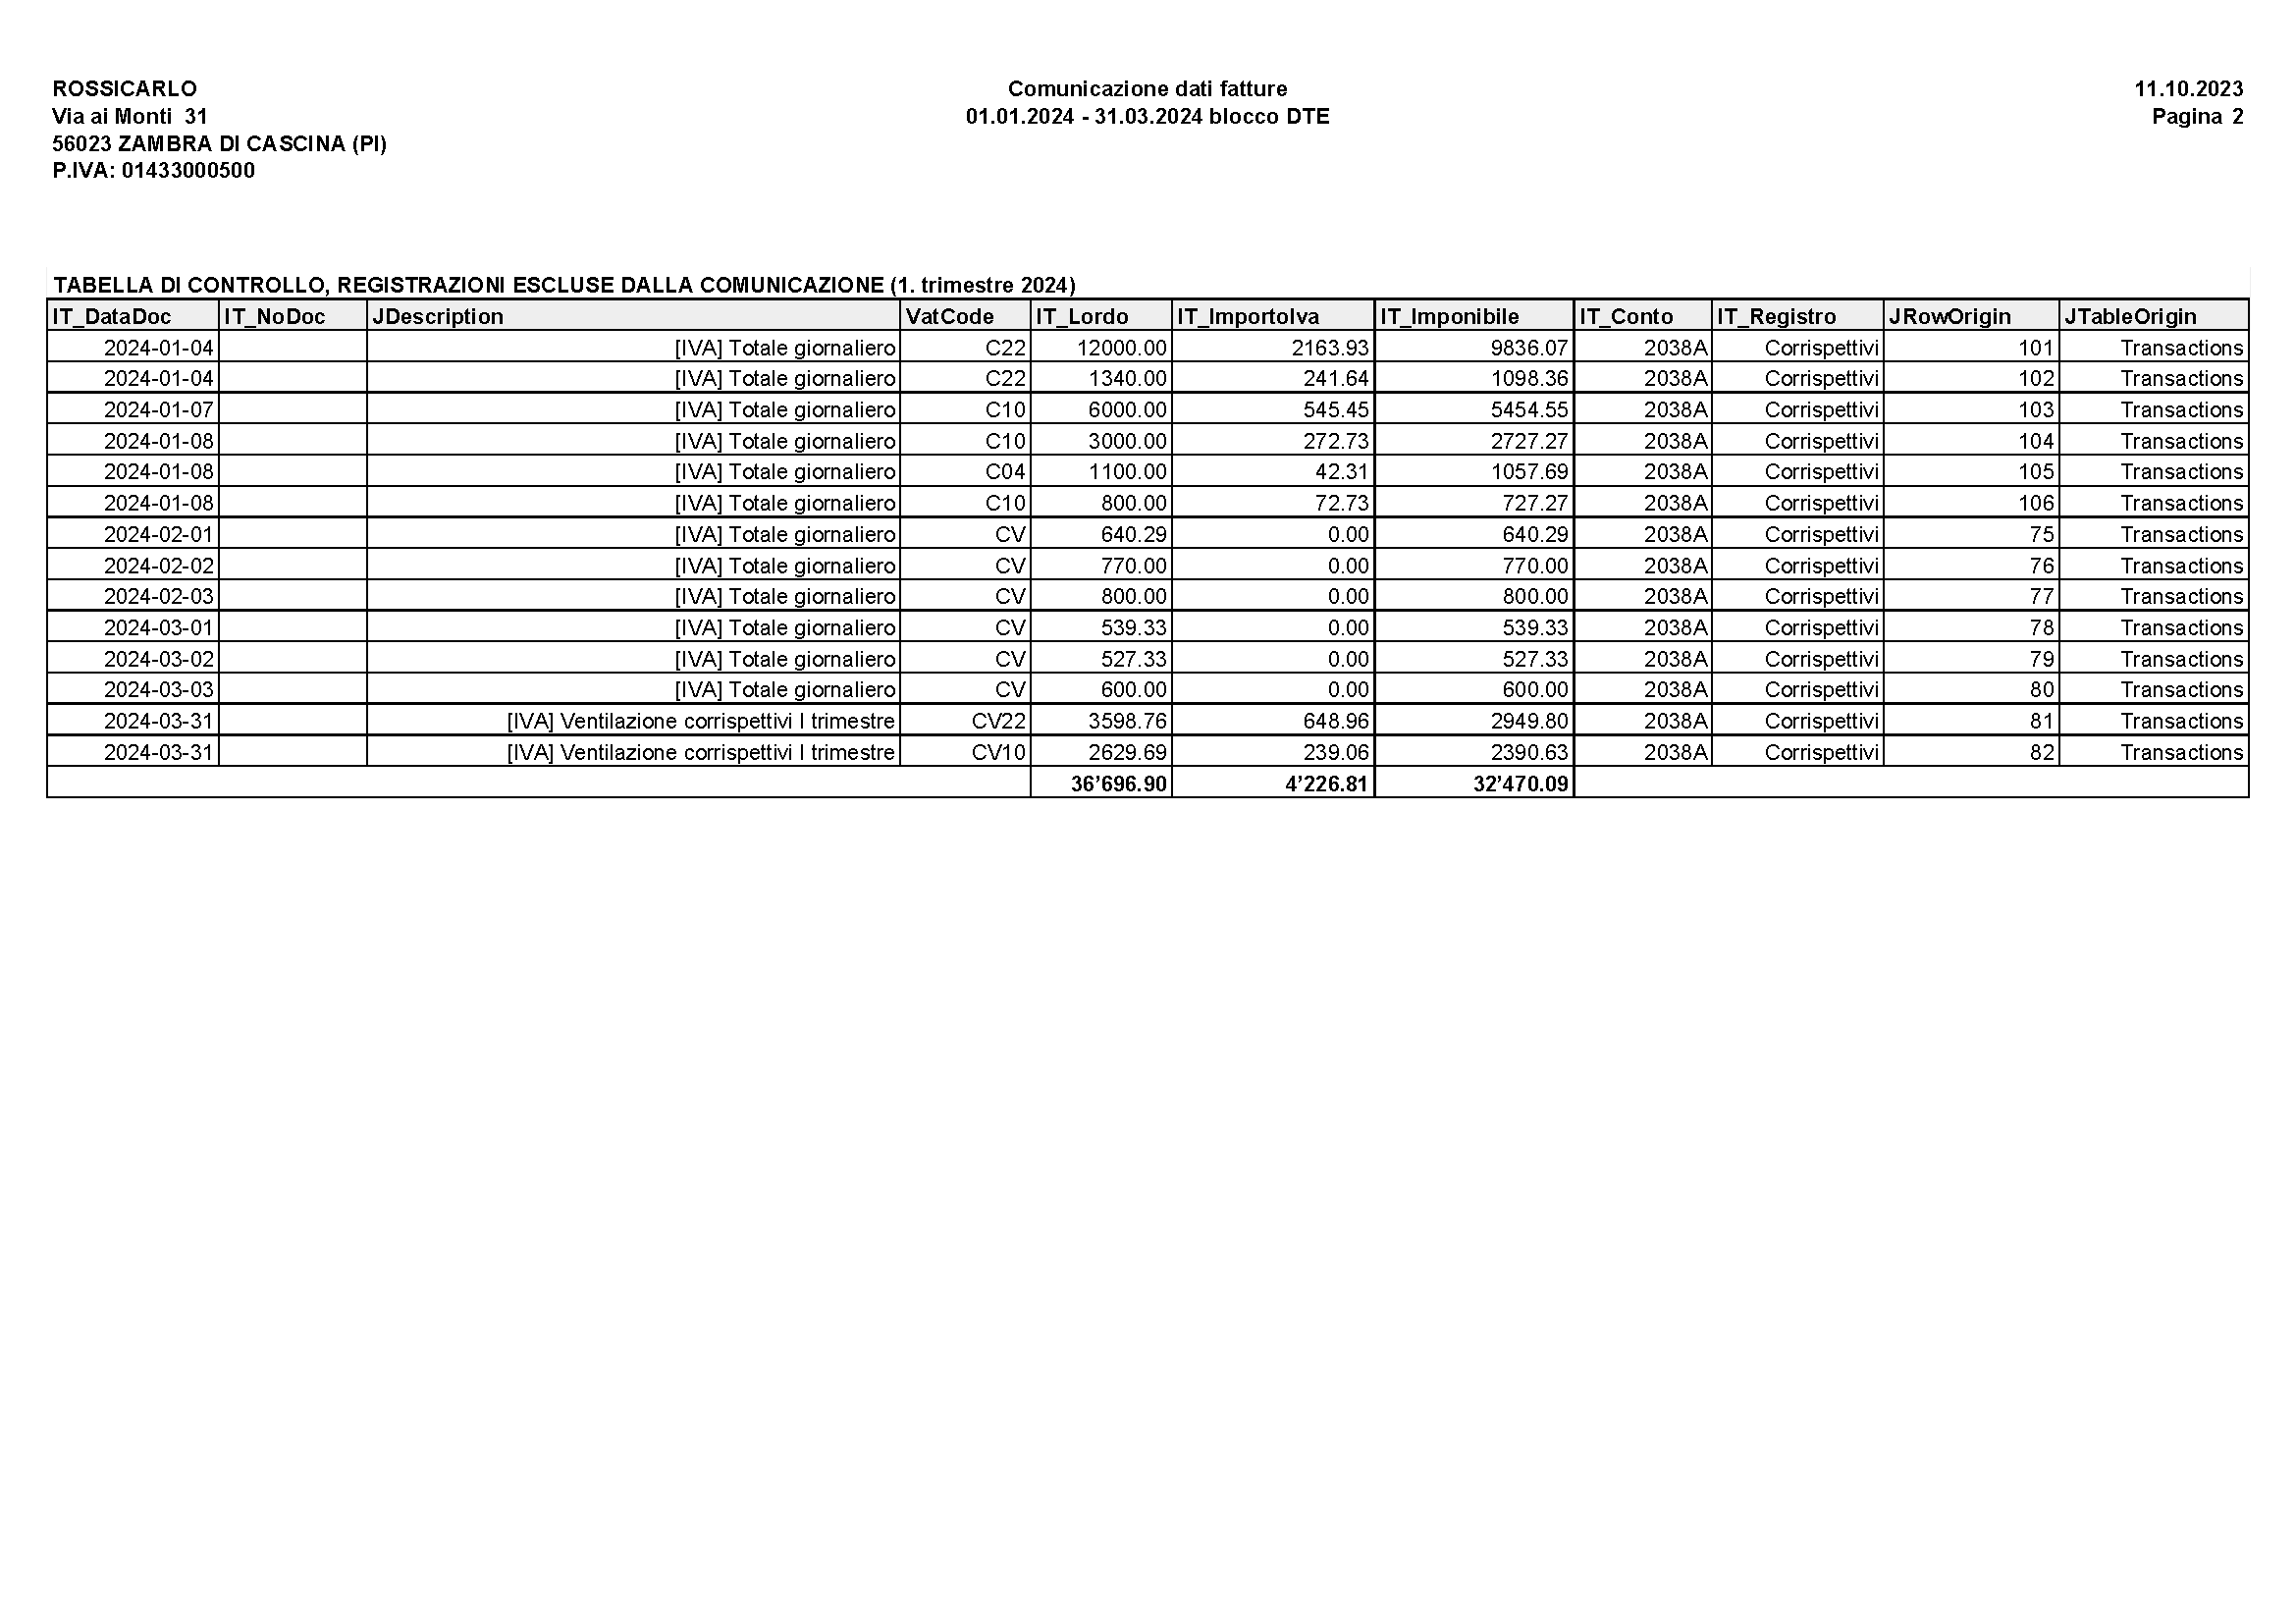 ROSSICARLO
Via ai Monti 31
56023 ZAMBRA DI CASCINA (PI)
P.IVA: 01433000500
Comunicazione dati fatture
01.01.2024 - 31.03.2024 blocco DTE
11.10.2023
Pagina 2
TABELLA DI CONTROLLO, REGISTRAZIONI ESCLUSE DALLA COMUNICAZIONE (1. trimestre 2024)
IT_DataDoc IT_NoDoc JDescription VatCode IT_Lordo IT_ImportoIva IT_Imponibile IT_Conto IT_Registro JRowOrigin JTableOrigin
2024-01-04 [IVA] Totale giornaliero C22 12000.00 2163.93 9836.07 2038A Corrispettivi 101 Transactions
2024-01-04 [IVA] Totale giornaliero C22 1340.00 241.64 1098.36 2038A Corrispettivi 102 Transactions
2024-01-07 [IVA] Totale giornaliero C10 6000.00 545.45 5454.55 2038A Corrispettivi 103 Transactions
2024-01-08 [IVA] Totale giornaliero C10 3000.00 272.73 2727.27 2038A Corrispettivi 104 Transactions
2024-01-08 [IVA] Totale giornaliero C04 1100.00 42.31 1057.69 2038A Corrispettivi 105 Transactions
2024-01-08 [IVA] Totale giornaliero C10 800.00 72.73 727.27 2038A Corrispettivi 106 Transactions
2024-02-01 [IVA] Totale giornaliero CV 640.29 0.00 640.29 2038A Corrispettivi 75 Transactions
2024-02-02 [IVA] Totale giornaliero CV 770.00 0.00 770.00 2038A Corrispettivi 76 Transactions
2024-02-03 [IVA] Totale giornaliero CV 800.00 0.00 800.00 2038A Corrispettivi 77 Transactions
2024-03-01 [IVA] Totale giornaliero CV 539.33 0.00 539.33 2038A Corrispettivi 78 Transactions
2024-03-02 [IVA] Totale giornaliero CV 527.33 0.00 527.33 2038A Corrispettivi 79 Transactions
2024-03-03 [IVA] Totale giornaliero CV 600.00 0.00 600.00 2038A Corrispettivi 80 Transactions
2024-03-31 [IVA] Ventilazione corrispettivi I trimestre CV22 3598.76 648.96 2949.80 2038A Corrispettivi 81 Transactions
2024-03-31 [IVA] Ventilazione corrispettivi I trimestre CV10 2629.69 239.06 2390.63 2038A Corrispettivi 82 Transactions
36’696.90 4’226.81 32’470.09